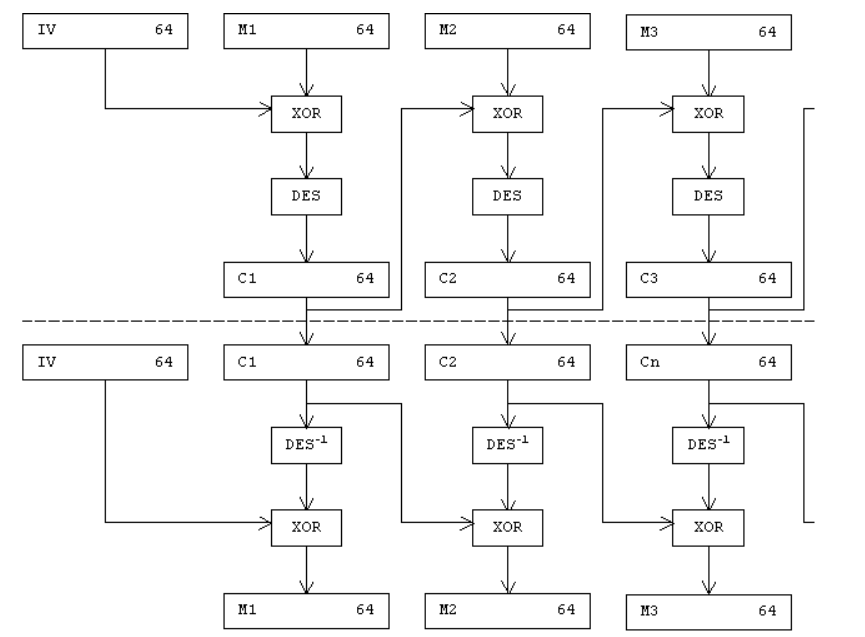 IV 64 M1 64 M2 64 M3 64
XOR XOR XOR
DES DES DES
C1 64 C2 64 C3 64
IV 64 C1 64 C2 64 Cn 64
DES⁻¹ DES⁻¹ DES⁻¹
XOR XOR XOR
M1 64 M2 64 M3 64